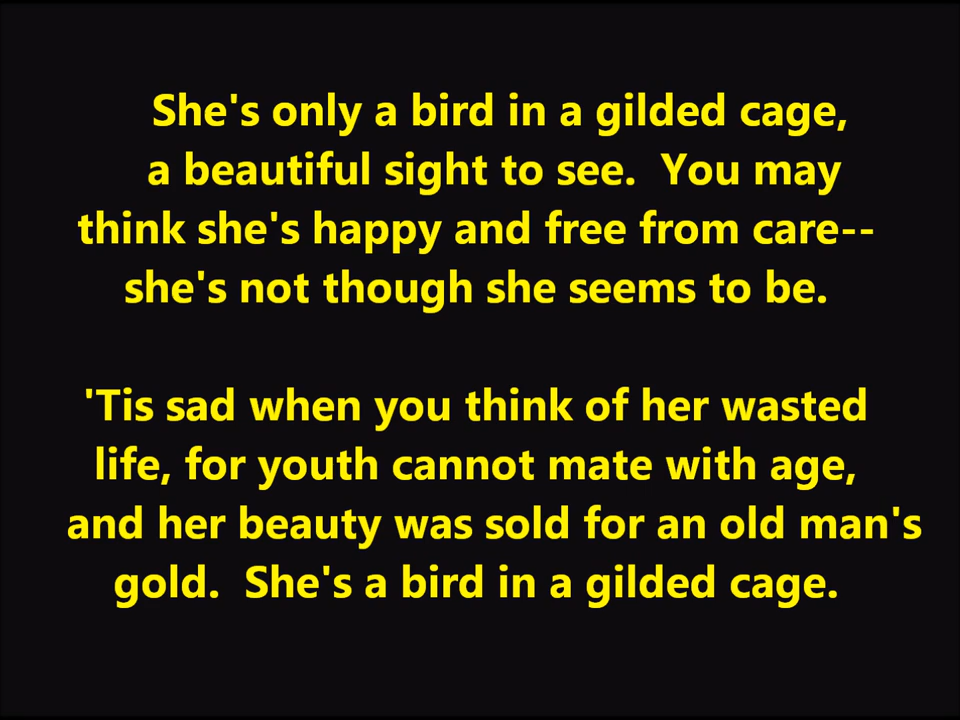 She's only a bird in a gilded cage,
a beautiful sight to see.  You may
think she's happy and free from care--
she's not though she seems to be.
'Tis sad when you think of her wasted
life, for youth cannot mate with age,
and her beauty was sold for an old man's
gold.  She's a bird in a gilded cage.